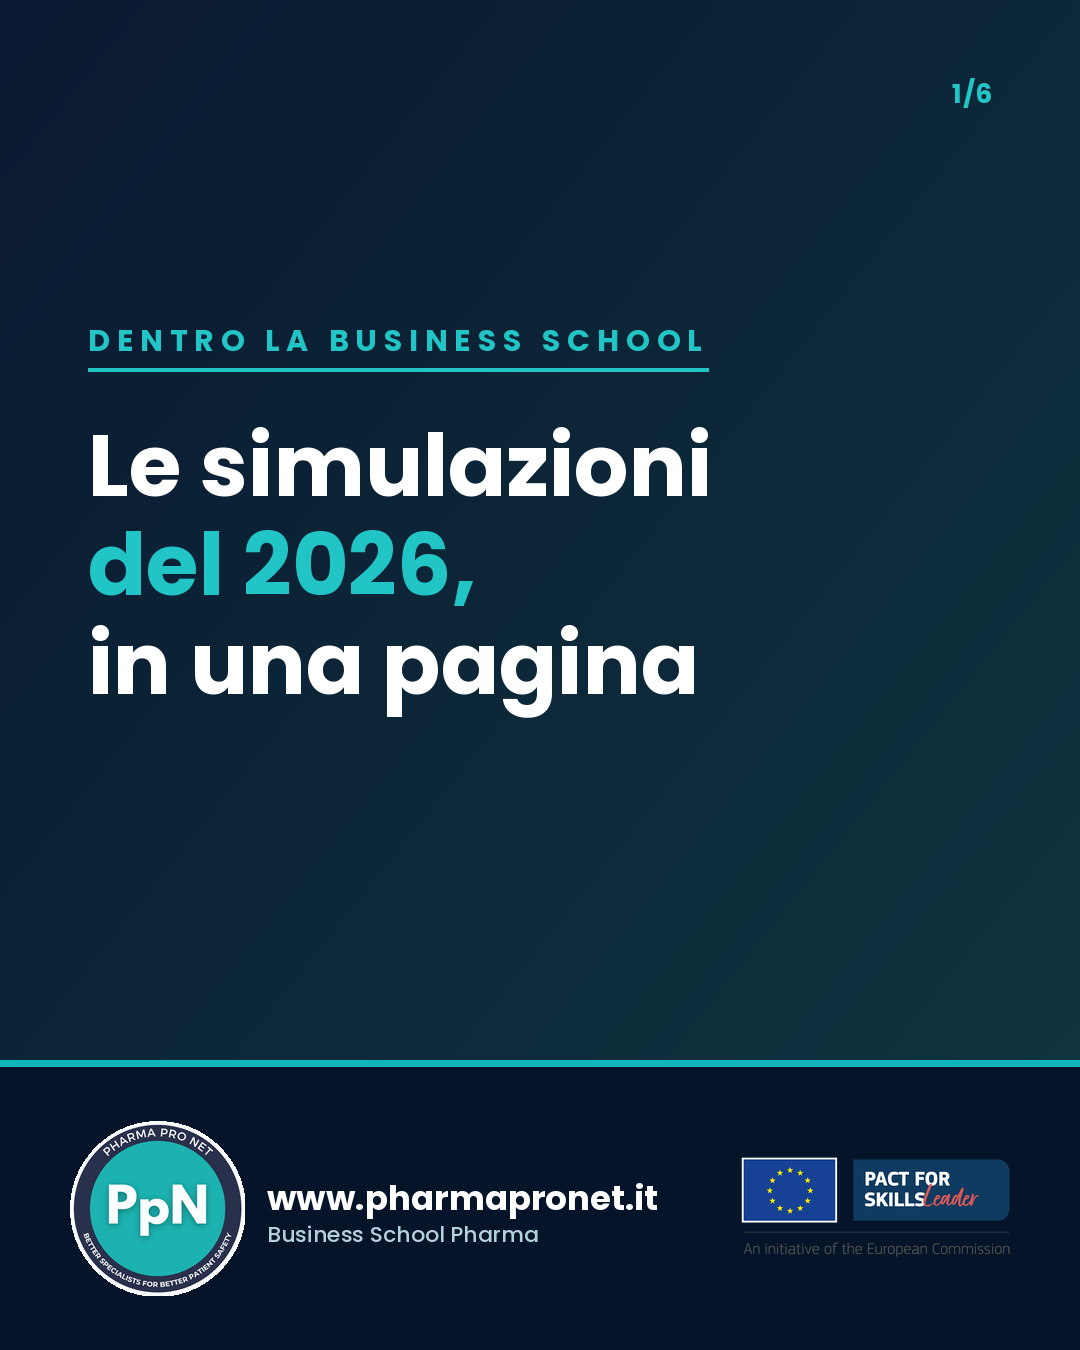 1/6
DENTRO LA BUSINESS SCHOOL
Le simulazioni
del 2026,
in una pagina
PHARMA PRO NET
PpN
BETTER SPECIALISTS FOR BETTER PATIENT SAFETY
www.pharmapronet.it
Business School Pharma
PACT FOR
SKILLS Leader
An initiative of the European Commission